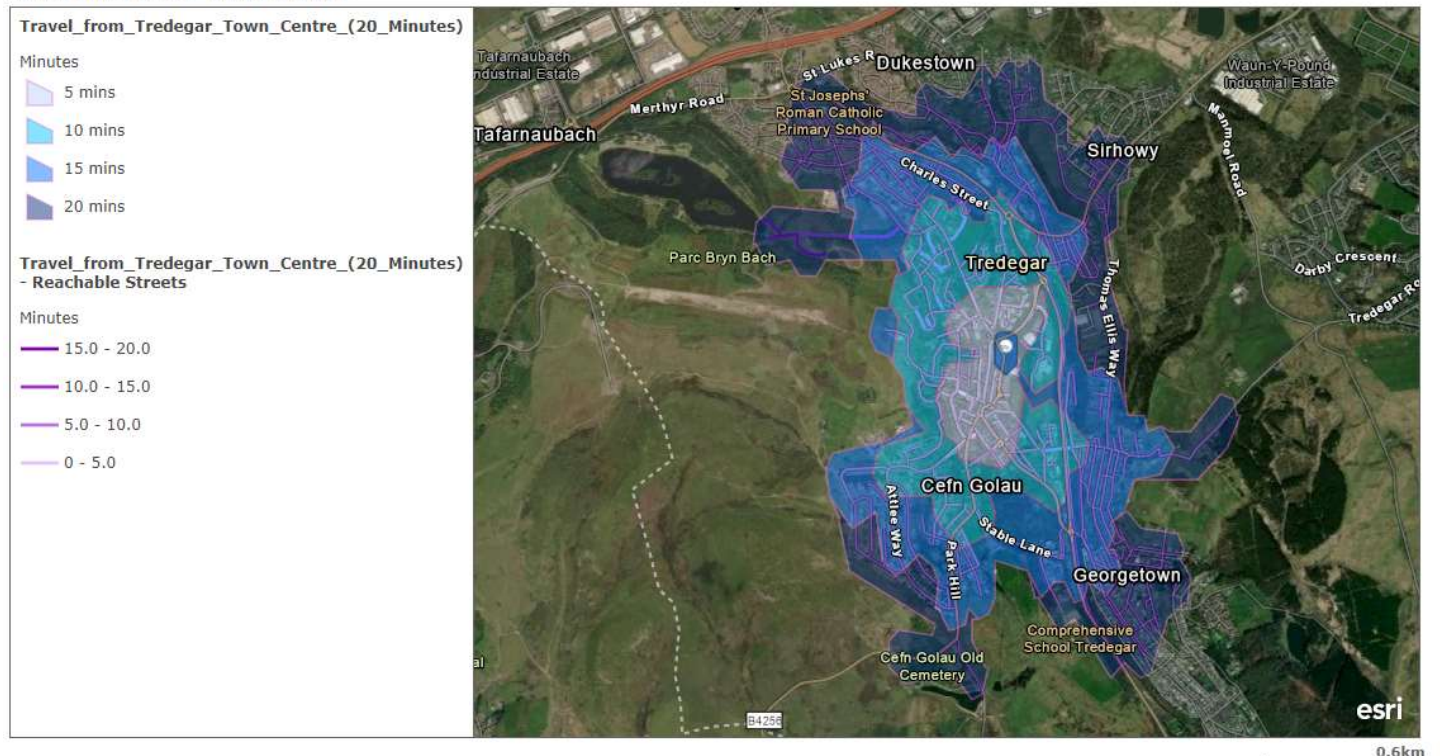 Travel_from_Tredegar_Town_Centre_(20_Minutes)
Minutes
5 mins
10 mins
15 mins
20 mins
Travel_from_Tredegar_Town_Centre_(20_Minutes)
- Reachable Streets
Minutes
15.0 - 20.0
10.0 - 15.0
5.0 - 10.0
0 - 5.0
Tafarnaubach
ndustrial Estate
St Lukes R
Dukestown
Waun-Y-Pound
Industrial Estate
Merthyr Road
St Josephs'
Roman Catholic
Primary School
Tafarnaubach
Manmoel Road
Sirhowy
Charles Street
Parc Bryn Bach
Tredegar
Darby Crescent
Thomas Ellis Way
Tredegar Ro
Cefn Golau
Attlee Way
Stable Lane
Park Hill
Georgetown
Comprehensive
School Tredegar
Cefn Golau Old
Cemetery
al
B4256
esri
0.6km